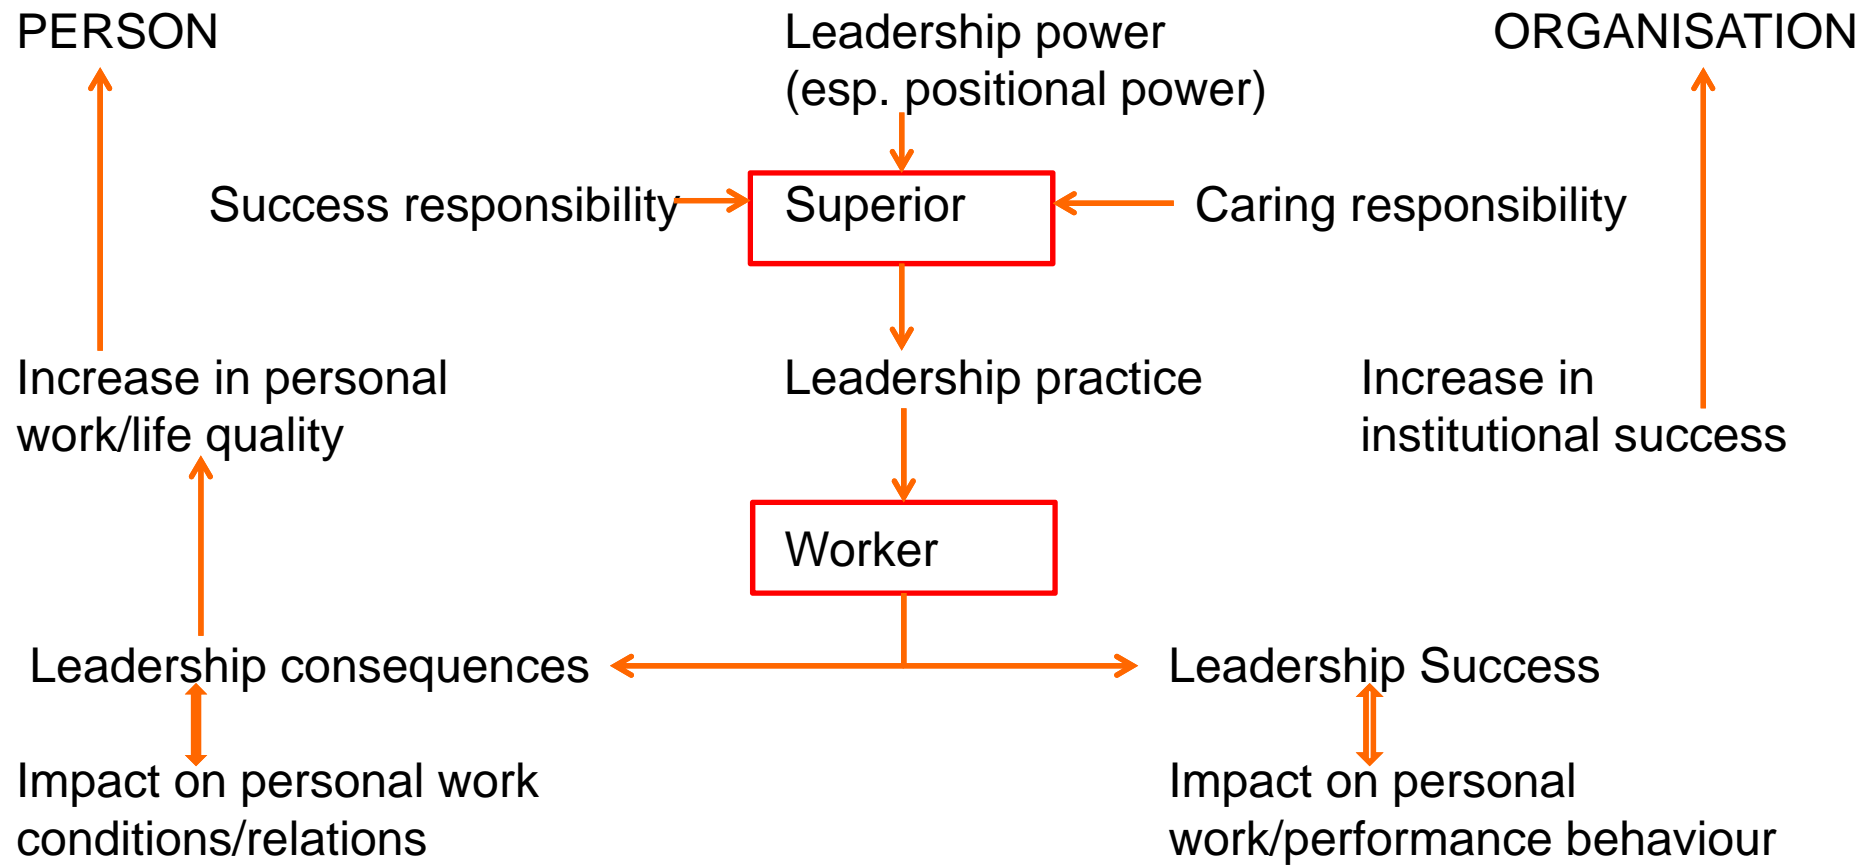 PERSON
Leadership power
(esp. positional power)
ORGANISATION
Success responsibility
Superior
Caring responsibility
Increase in personal
work/life quality
Leadership practice
Increase in
institutional success
Worker
Leadership consequences
Leadership Success
Impact on personal work
conditions/relations
Impact on personal
work/performance behaviour